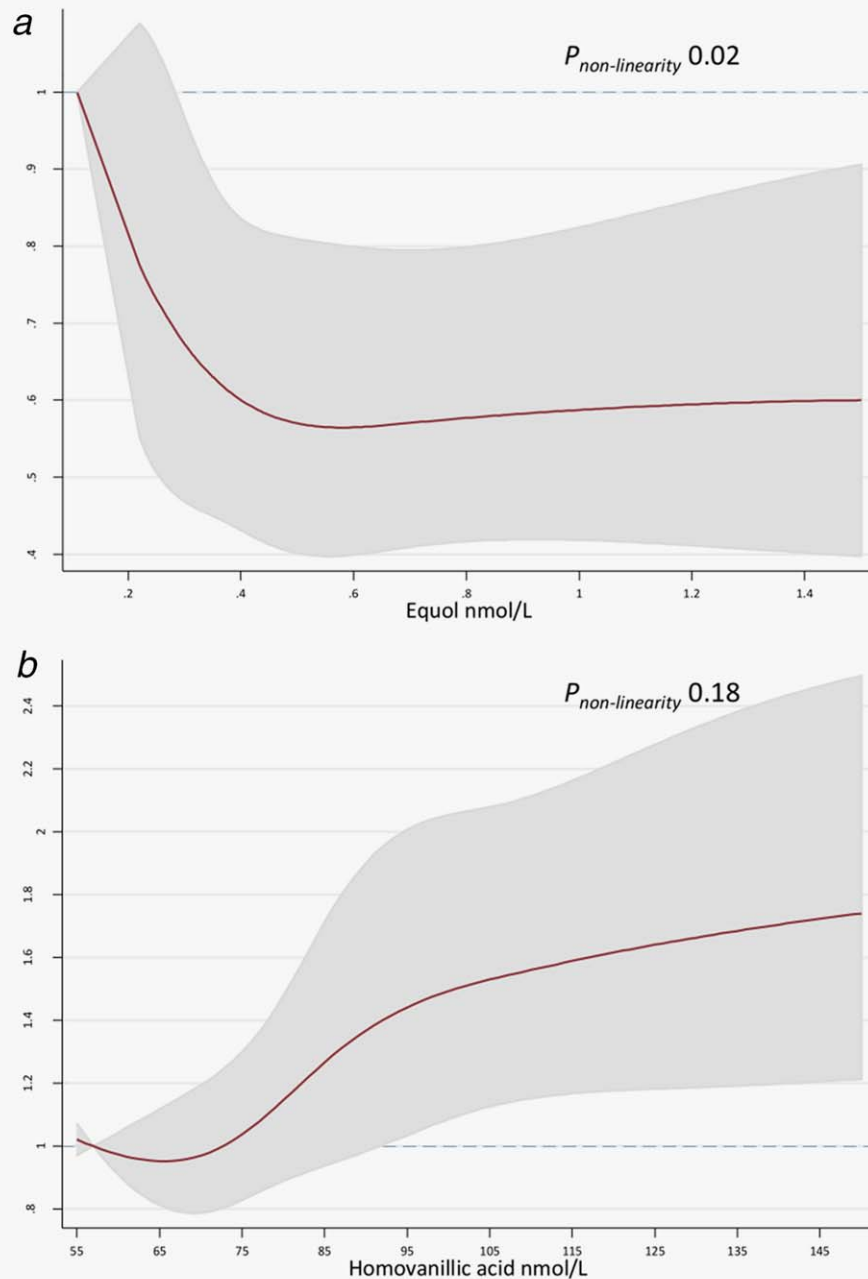 a
P non-linearity 0.02
1
.9
.8
.7
.6
.5
.4
.2 .4 .6 .8 1 1.2 1.4
Equol nmol/L
b
P non-linearity 0.18
2.4
2.2
2
1.8
1.6
1.4
1.2
1
.8
55 65 75 85 95 105 115 125 135 145
Homovanillic acid nmol/L